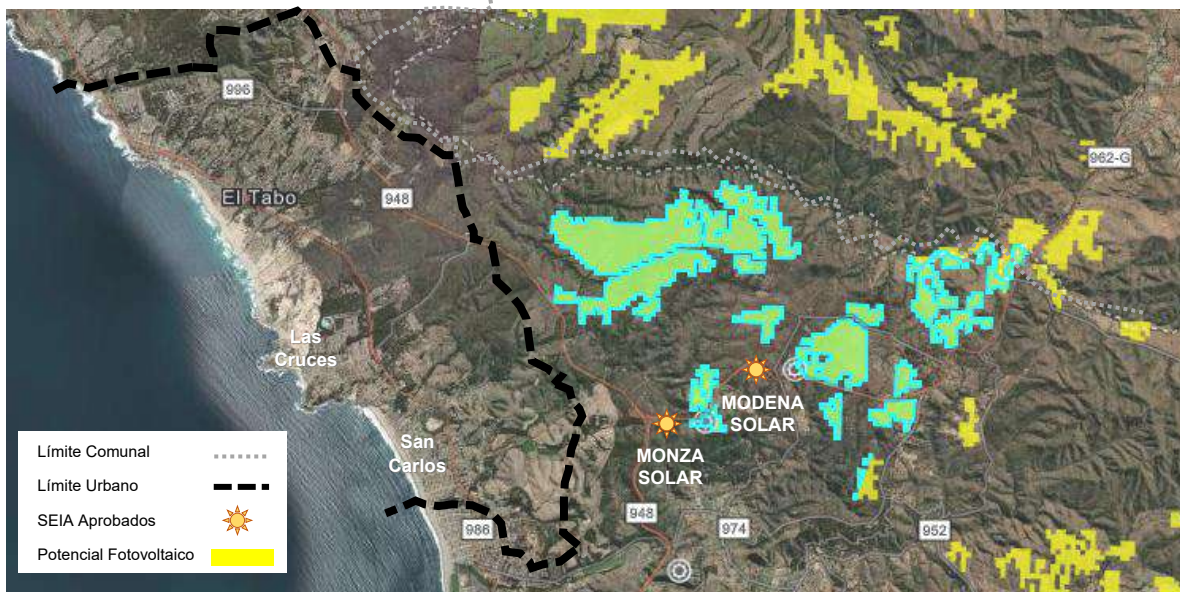 996
962-G
El Tabo
948
Las
Cruces
MODENA
SOLAR
San
Carlos
MONZA
SOLAR
948
974
952
986
Límite Comunal
Límite Urbano
SEIA Aprobados
Potencial Fotovoltaico